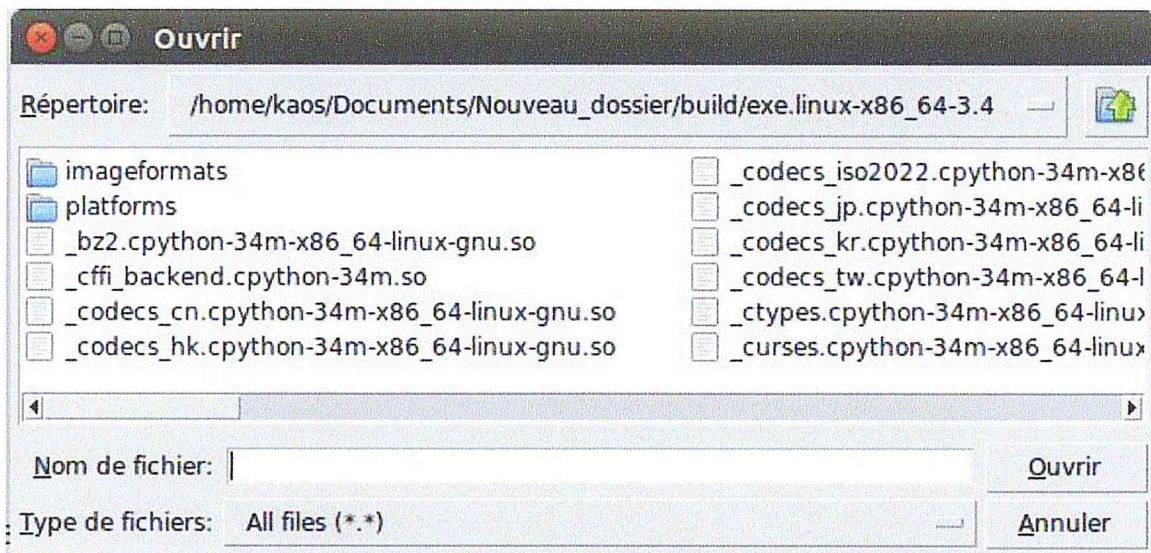 Ouvrir
Répertoire: /home/kaos/Documents/Nouveau_dossier/build/exe.linux-x86_64-3.4
imageformats
platforms
_bz2.cpython-34m-x86_64-linux-gnu.so
_cffi_backend.cpython-34m.so
_codecs_cn.cpython-34m-x86_64-linux-gnu.so
_codecs_hk.cpython-34m-x86_64-linux-gnu.so
_codecs_iso2022.cpython-34m-x86
_codecs_jp.cpython-34m-x86_64-li
_codecs_kr.cpython-34m-x86_64-li
_codecs_tw.cpython-34m-x86_64-l
_ctypes.cpython-34m-x86_64-linux
_curses.cpython-34m-x86_64-linux
Nom de fichier: Ouvrir
Type de fichiers: All files (*.*) Annuler